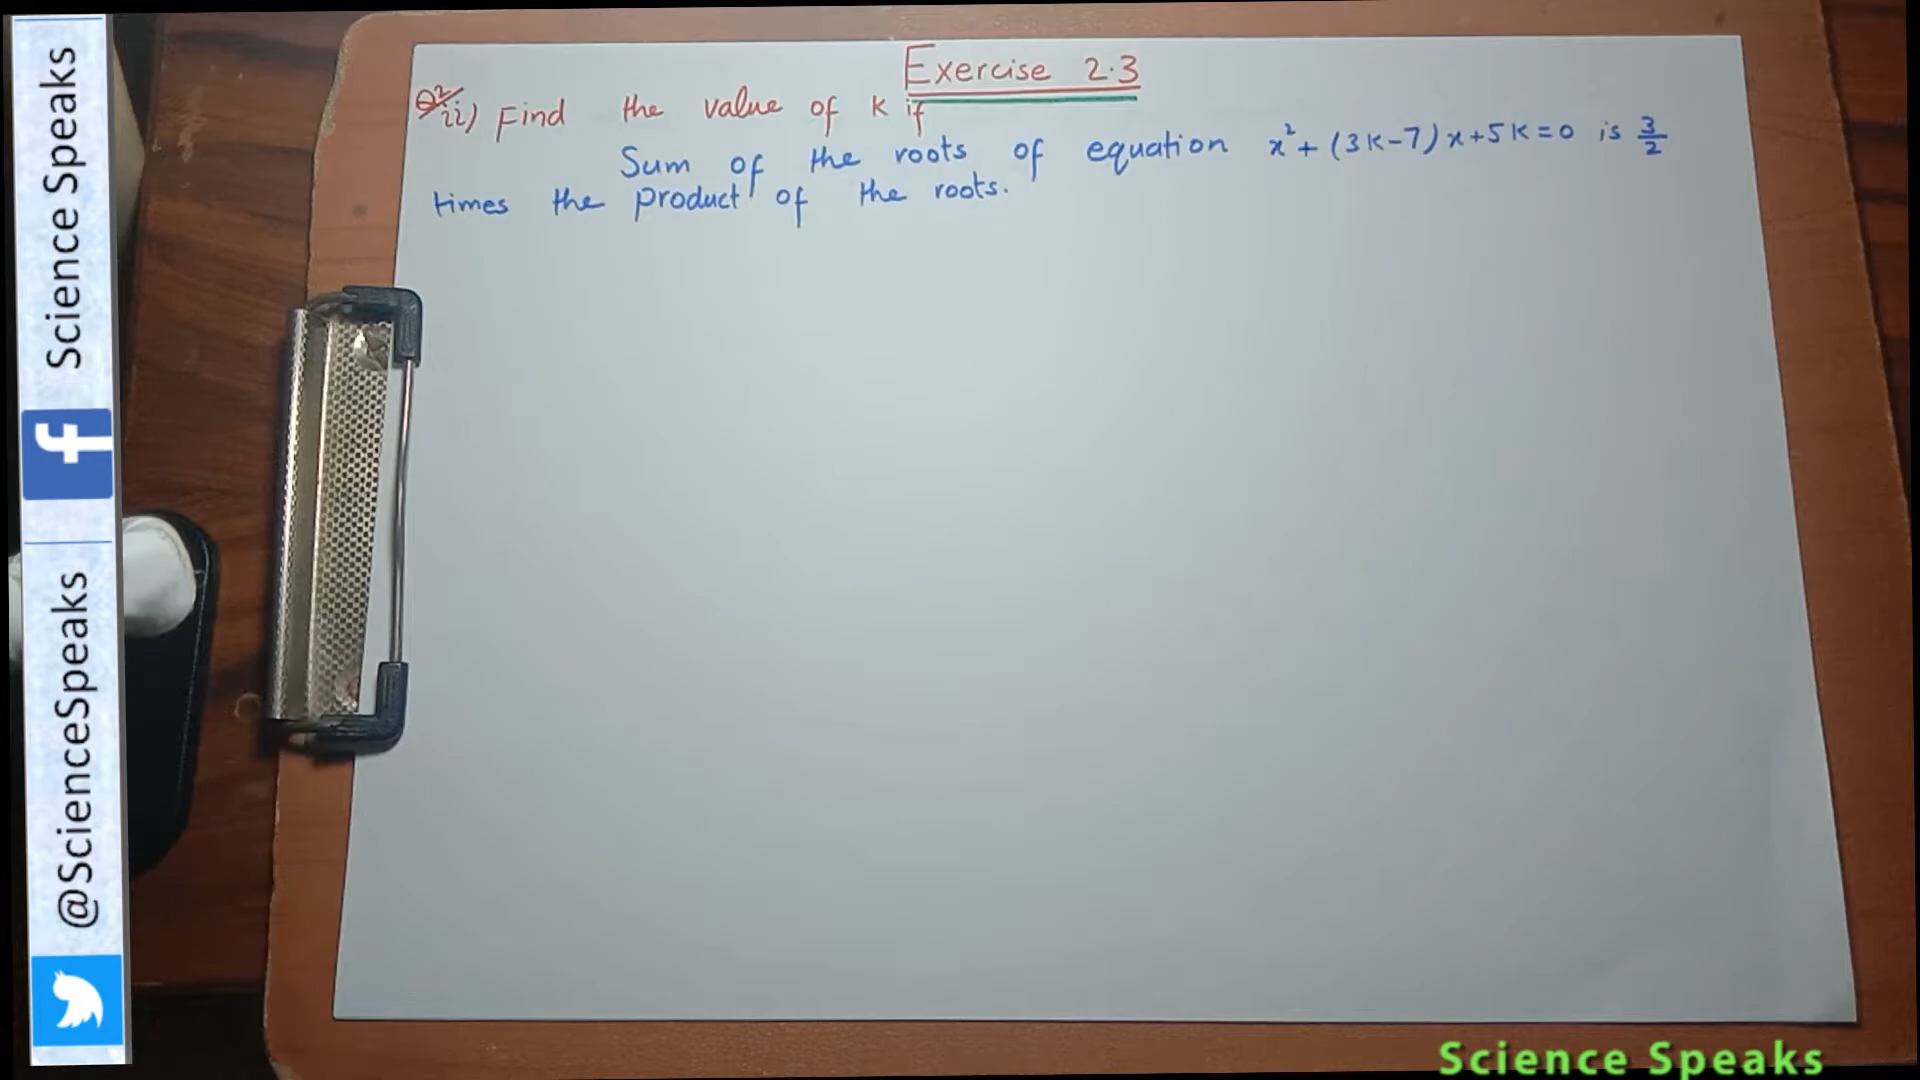 Exercise 2.3
Q2 ii) Find the value of k if
Sum of the roots of equation x² + (3k-7)x+5k=0 is 3/2
times the product of the roots.
Science Speaks
@ScienceSpeaks
Science Speaks